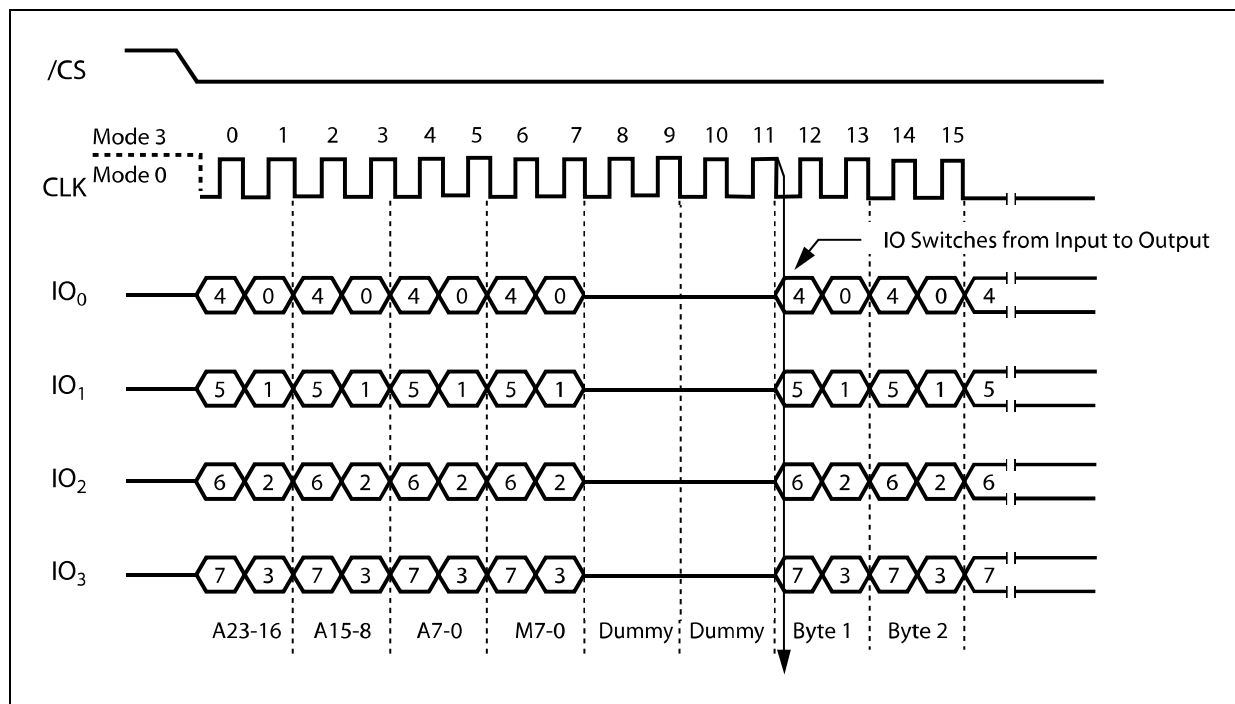 /CS
Mode 3
0 1 2 3 4 5 6 7 8 9 10 11 12 13 14 15
Mode 0
CLK
IO Switches from Input to Output
IO0 4 0 4 0 4 0 4 0 4 0 4 0 4
IO1 5 1 5 1 5 1 5 1 5 1 5 1 5
IO2 6 2 6 2 6 2 6 2 6 2 6 2 6
IO3 7 3 7 3 7 3 7 3 7 3 7 3 7
A23-16 A15-8 A7-0 M7-0 Dummy Dummy Byte 1 Byte 2